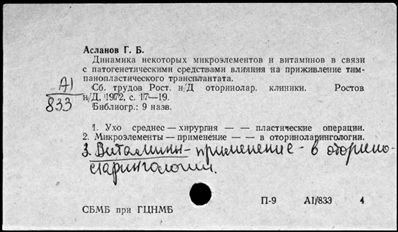 Асланов Г. Б.
Динамика некоторых микроэлементов и витаминов в связи
с патогенетическими средствами влияния на приживление тим-
панопластического трансплантата.
Сб. трудов Рост. н/Д оторинолар. клиники. Ростов
н/Д, 1972, с. 17—19.
Библиогр.: 9 назв.
А1/833
1. Ухо среднее — хирургия — — пластические операции.
2. Микроэлементы — применение — — в оториноларингологии.
3. Витамины - применение - в оторино-
ларингологии.
П-9 А1/833 4
СБМБ при ГЦНМБ